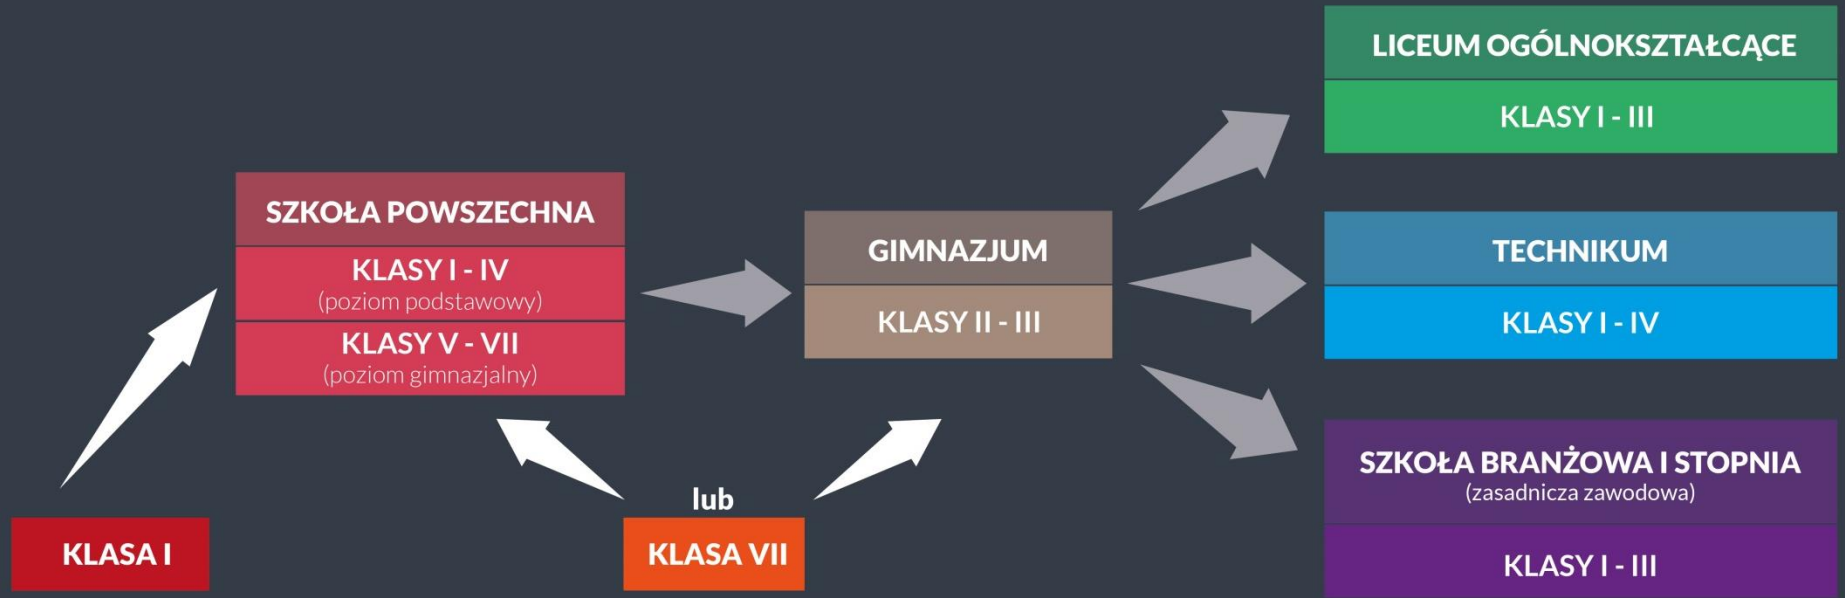 KLASA I
SZKOŁA POWSZECHNA
KLASY I - IV
(poziom podstawowy)
KLASY V - VII
(poziom gimnazjalny)
lub
KLASA VII
GIMNAZJUM
KLASY II - III
LICEUM OGÓLNOKSZTAŁCĄCE
KLASY I - III
TECHNIKUM
KLASY I - IV
SZKOŁA BRANŻOWA I STOPNIA
(zasadnicza zawodowa)
KLASY I - III